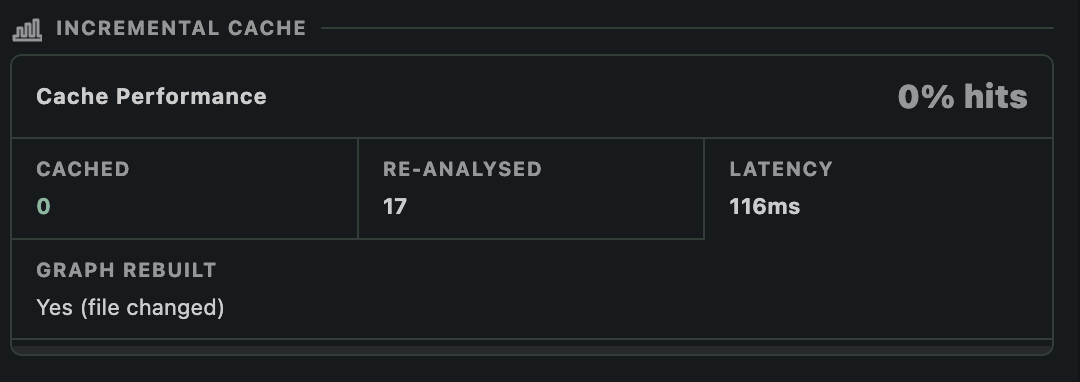 INCREMENTAL CACHE
Cache Performance
0% hits
CACHED
0
RE-ANALYSED
17
LATENCY
116ms
GRAPH REBUILT
Yes (file changed)